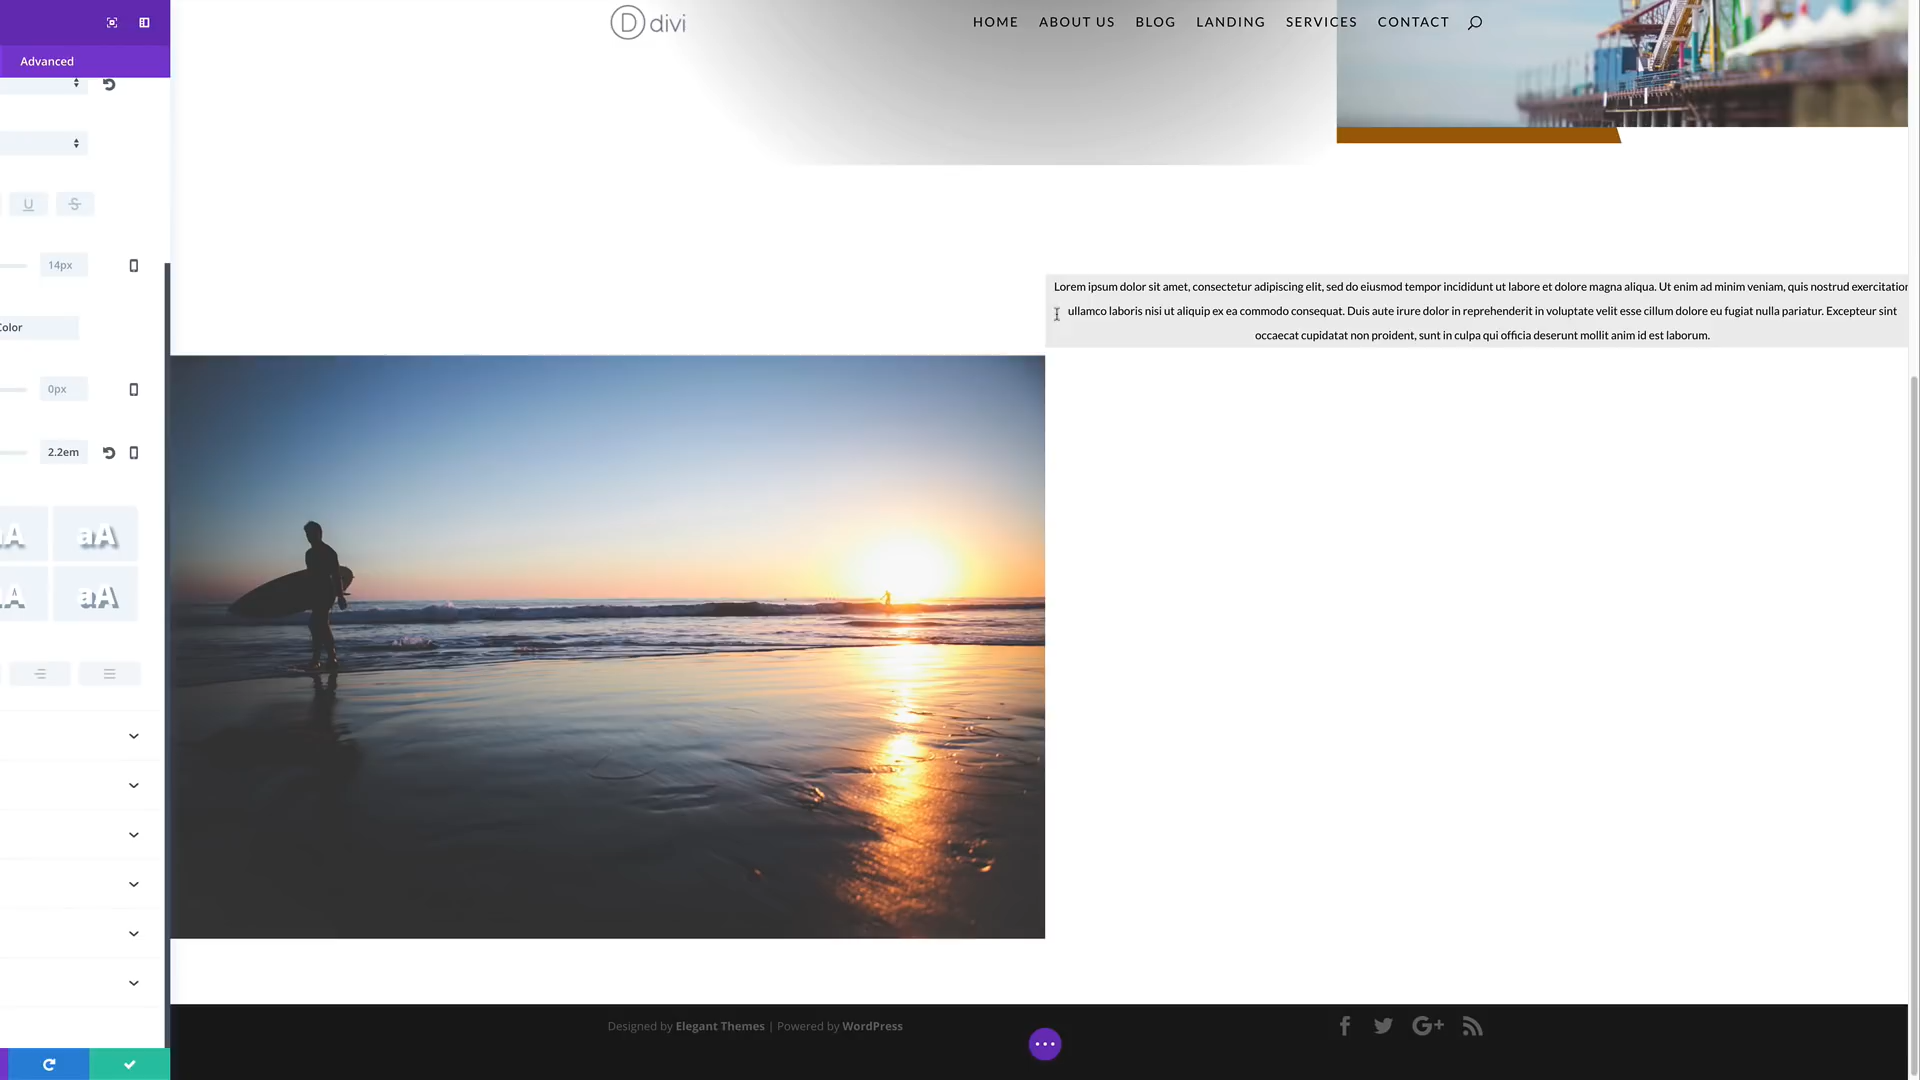 D divi
HOME ABOUT US BLOG LANDING SERVICES CONTACT
Advanced
U S
14px
Color
0px
2.2em
aA aA
aA aA
Lorem ipsum dolor sit amet, consectetur adipiscing elit, sed do eiusmod tempor incididunt ut labore et dolore magna aliqua. Ut enim ad minim veniam, quis nostrud exercitation
ullamco laboris nisi ut aliquip ex ea commodo consequat. Duis aute irure dolor in reprehenderit in voluptate velit esse cillum dolore eu fugiat nulla pariatur. Excepteur sint
occaecat cupidatat non proident, sunt in culpa qui officia deserunt mollit anim id est laborum.
Designed by Elegant Themes | Powered by WordPress